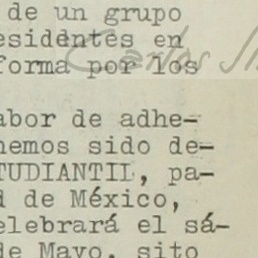 de un grupo
esidentes en
forma por los
abor de adhe-
hemos sido de-
TUDIANTIL, pa-
d de México,
elebrará el sá-
de Mayo, sito